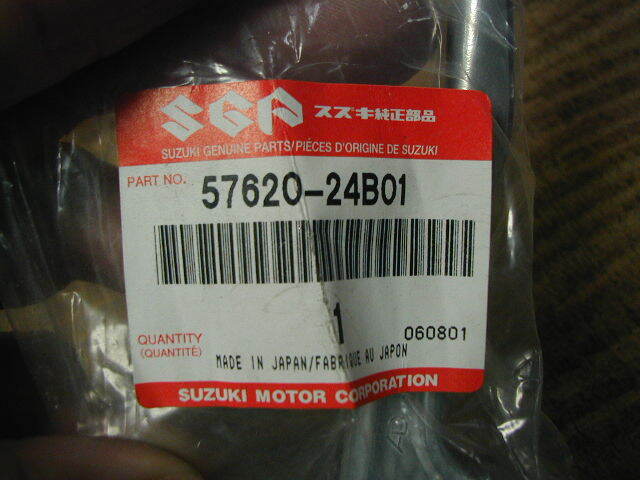 SGP スズキ純正部品
SUZUKI GENUINE PARTS/PIÈCES D'ORIGINE DE SUZUKI
PART NO. 57620-24B01
1
QUANTITY 060801
(QUANTITÉ)
MADE IN JAPAN/FABRIQUE AU JAPON
SUZUKI MOTOR CORPORATION